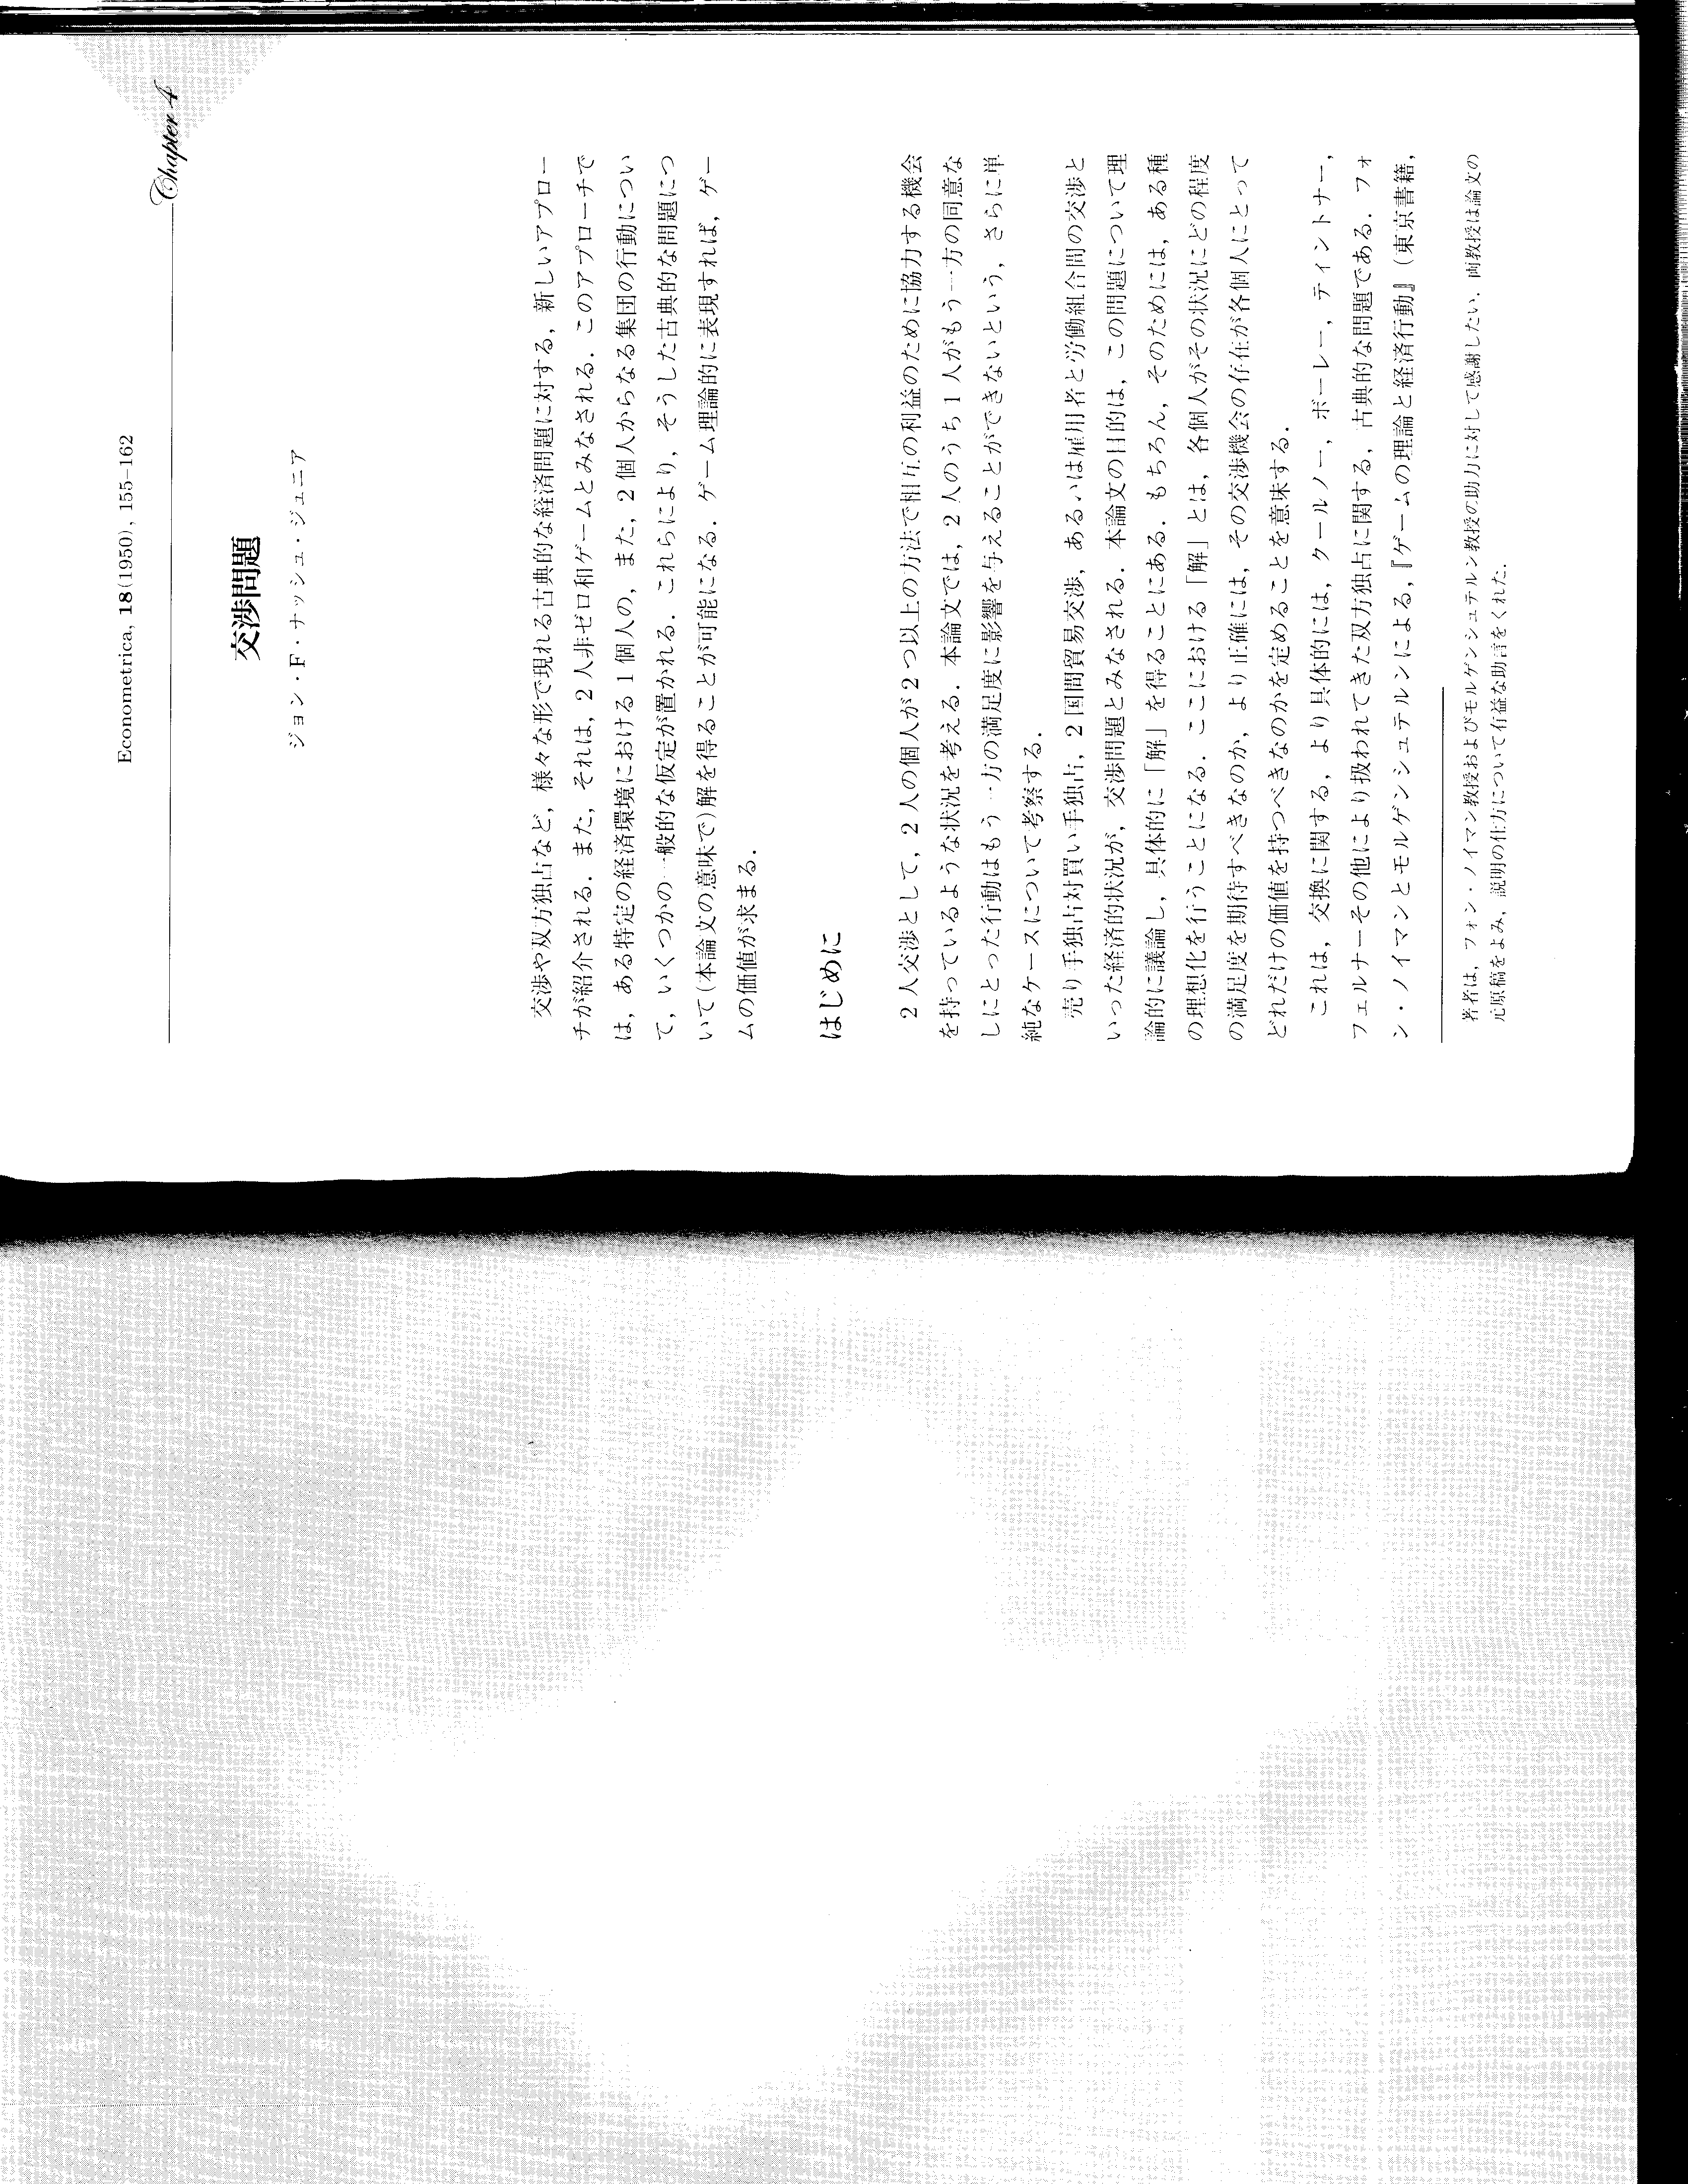 Econometrica, 18(1950), 155-162
Chapter 4
交渉問題
ジョン・F・ナッシュ・ジュニア
交渉や双方独占など，様々な形で現れる古典的な経済問題に対する，新しいアプロー
チが紹介される．また，それは，2人非ゼロ和ゲームとみなされる．このアプローチで
は，ある特定の経済環境における1個人の，また，2個人からなる集団の行動につい
て，いくつかの一般的な仮定が置かれる．これらにより，そうした古典的な問題につ
いて(本論文の意味で)解を得ることが可能になる．ゲーム理論的に表現すれば，ゲー
ムの価値が求まる．
はじめに
2人交渉として，2人の個人が2つ以上の方法で相互の利益のために協力する機会
を持っているような状況を考える．本論文では，2人のうち1人がもう一方の同意な
しにとった行動はもう一方の満足度に影響を与えることができないという，さらに単
純なケースについて考察する．
売り手独占対買い手独占，2国間貿易交渉，あるいは雇用者と労働組合間の交渉と
いった経済的状況が，交渉問題とみなされる．本論文の目的は，この問題について理
論的に議論し，具体的に「解」を得ることにある．もちろん，そのためには，ある種
の理想化を行うことになる．ここにおける「解」とは，各個人がその状況にどの程度
の満足度を期待すべきなのか，より正確には，その交渉機会の存在が各個人にとって
どれだけの価値を持つべきなのかを定めることを意味する．
これは，交換に関する，より具体的には，クールノー，ボーレー，ティントナー，
フェルナーその他により扱われてきた双方独占に関する，古典的な問題である．フォ
ン・ノイマンとモルゲンシュテルンによる，『ゲームの理論と経済行動』(東京書籍，
著者は，フォン・ノイマン教授およびモルゲンシュテルン教授の助力に対して感謝したい．両教授は論文の
元原稿をよみ，説明の仕方について有益な助言をくれた．